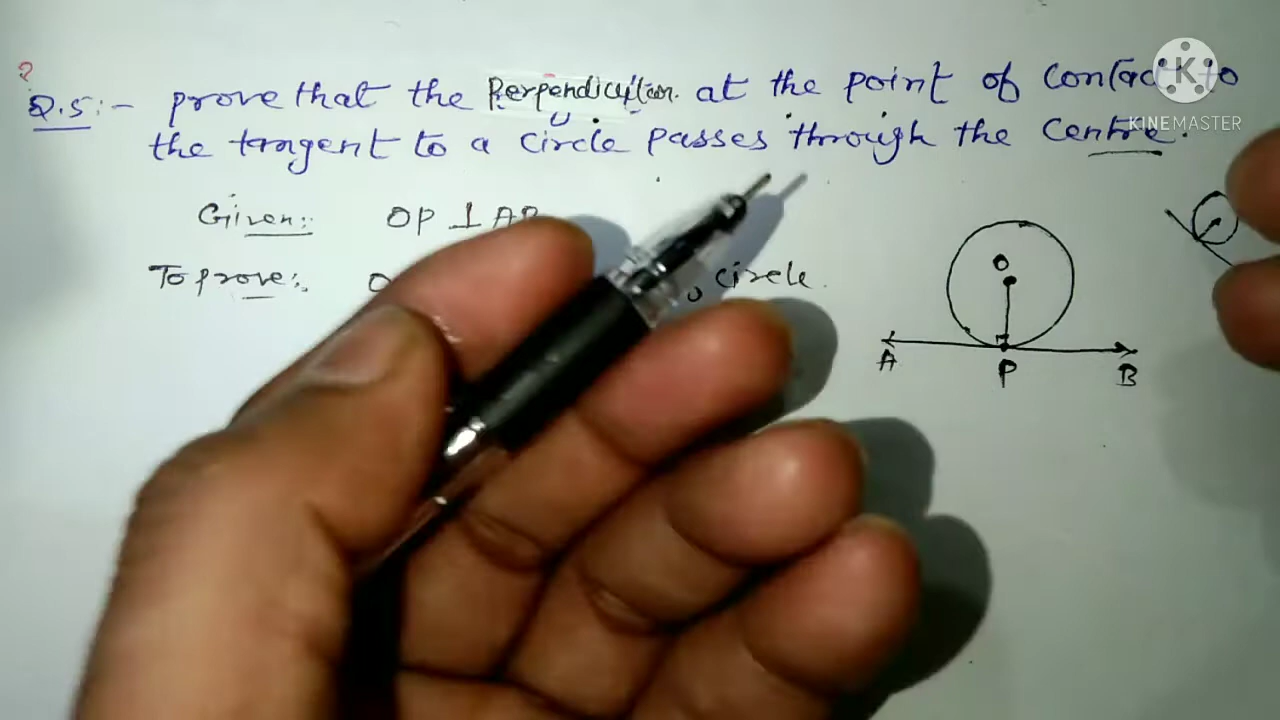 ?
Q.5:- prove that the Perpendicular. at the point of Contact to
the tangent to a circle passes through the Centre.
Given:: OP ⊥ AB
To prove:. circle.
O
A P B
K
KINEMASTER